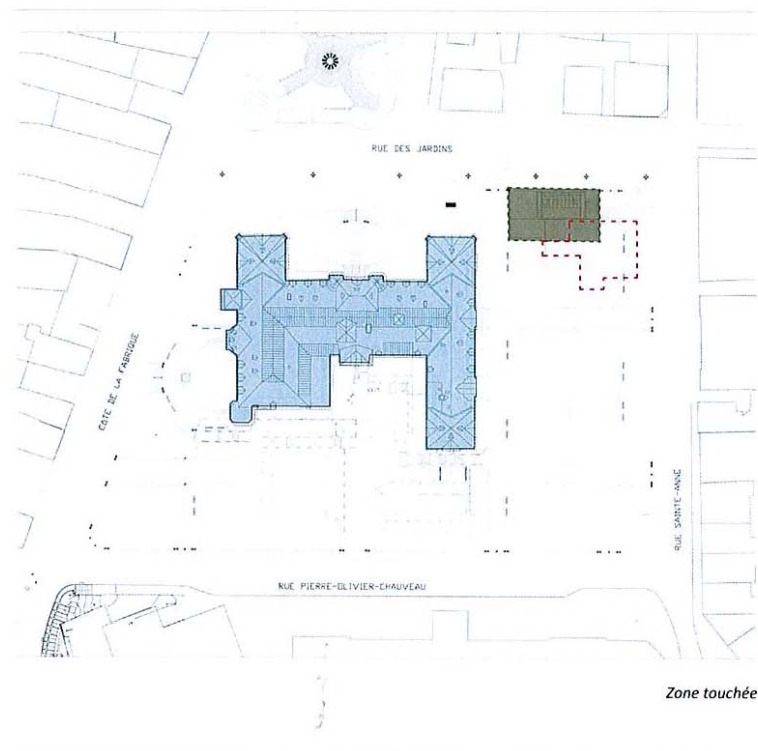 RUE DES JARDINS
CÔTE DE LA FABRIQUE
RUE SAINTE-ANNE
RUE PIERRE-OLIVIER-CHAUVEAU
Zone touchée